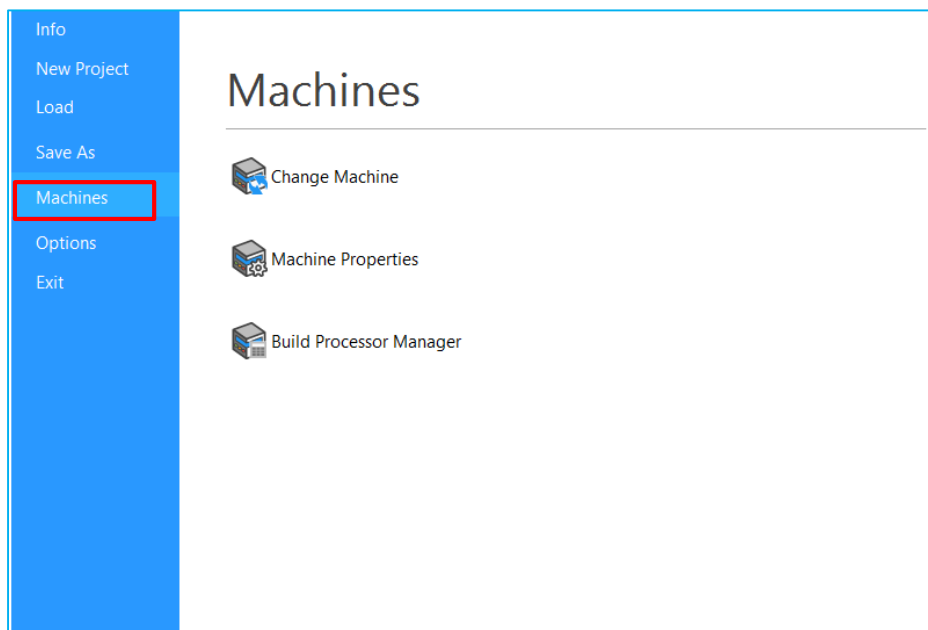 Info
New Project
Load
Save As
Machines
Options
Exit
Machines
Change Machine
Machine Properties
Build Processor Manager